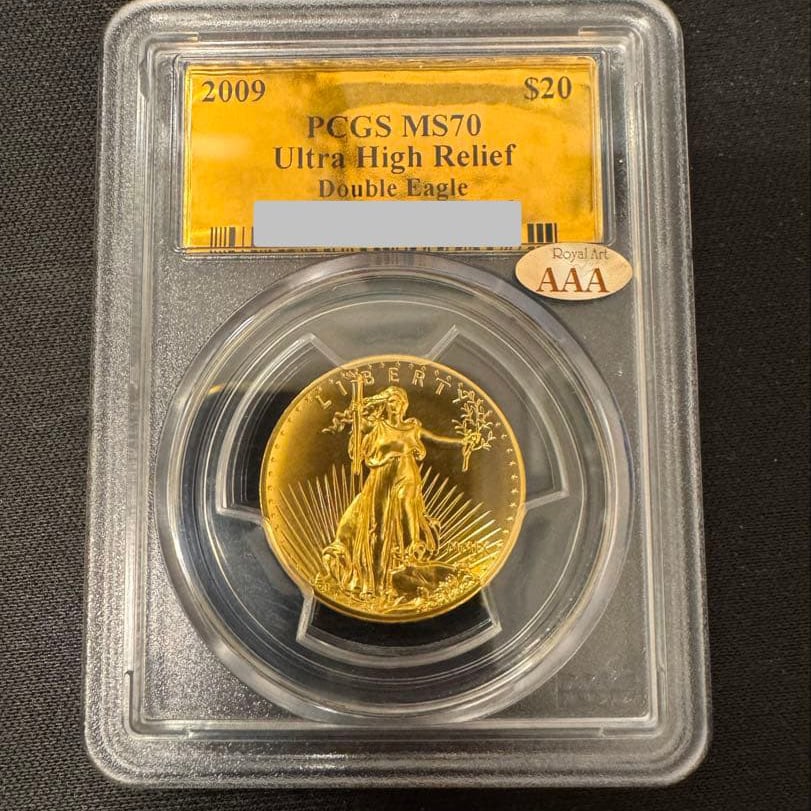 2009 $20
PCGS MS70
Ultra High Relief
Double Eagle
Royal Art
AAA
LIBERTY
MMIX